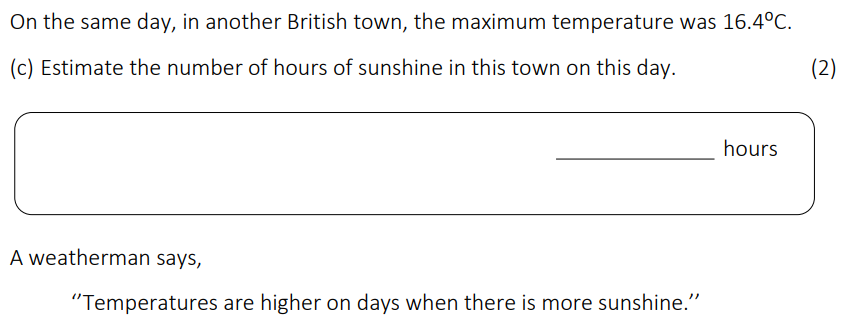 On the same day, in another British town, the maximum temperature was 16.4⁰C.
(c) Estimate the number of hours of sunshine in this town on this day. (2)
______________ hours
A weatherman says,
‘’Temperatures are higher on days when there is more sunshine.’’